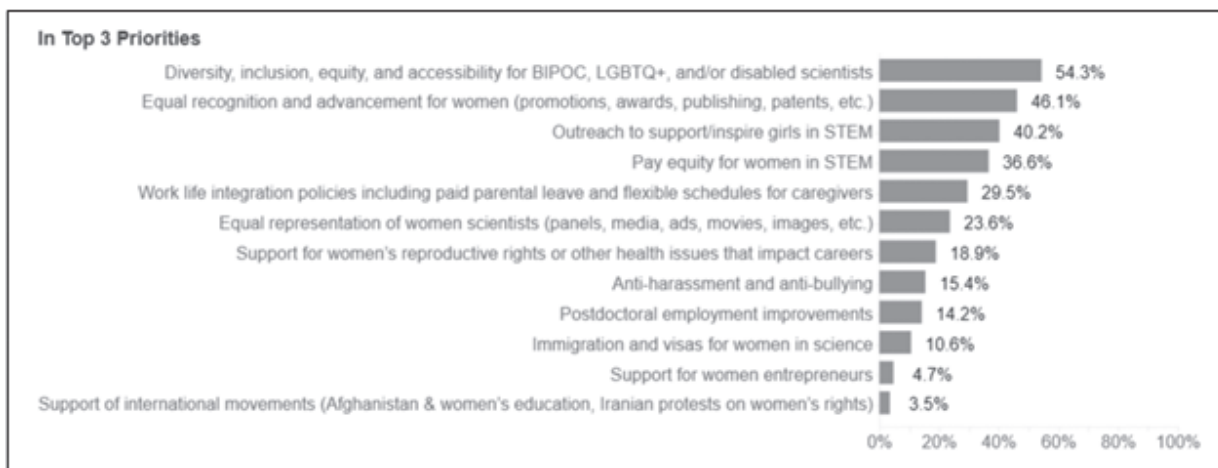 In Top 3 Priorities
Diversity, inclusion, equity, and accessibility for BIPOC, LGBTQ+, and/or disabled scientists 54.3%
Equal recognition and advancement for women (promotions, awards, publishing, patents, etc.) 46.1%
Outreach to support/inspire girls in STEM 40.2%
Pay equity for women in STEM 36.6%
Work life integration policies including paid parental leave and flexible schedules for caregivers 29.5%
Equal representation of women scientists (panels, media, ads, movies, images, etc.) 23.6%
Support for women's reproductive rights or other health issues that impact careers 18.9%
Anti-harassment and anti-bullying 15.4%
Postdoctoral employment improvements 14.2%
Immigration and visas for women in science 10.6%
Support for women entrepreneurs 4.7%
Support of international movements (Afghanistan & women's education, Iranian protests on women's rights) 3.5%
0% 20% 40% 60% 80% 100%